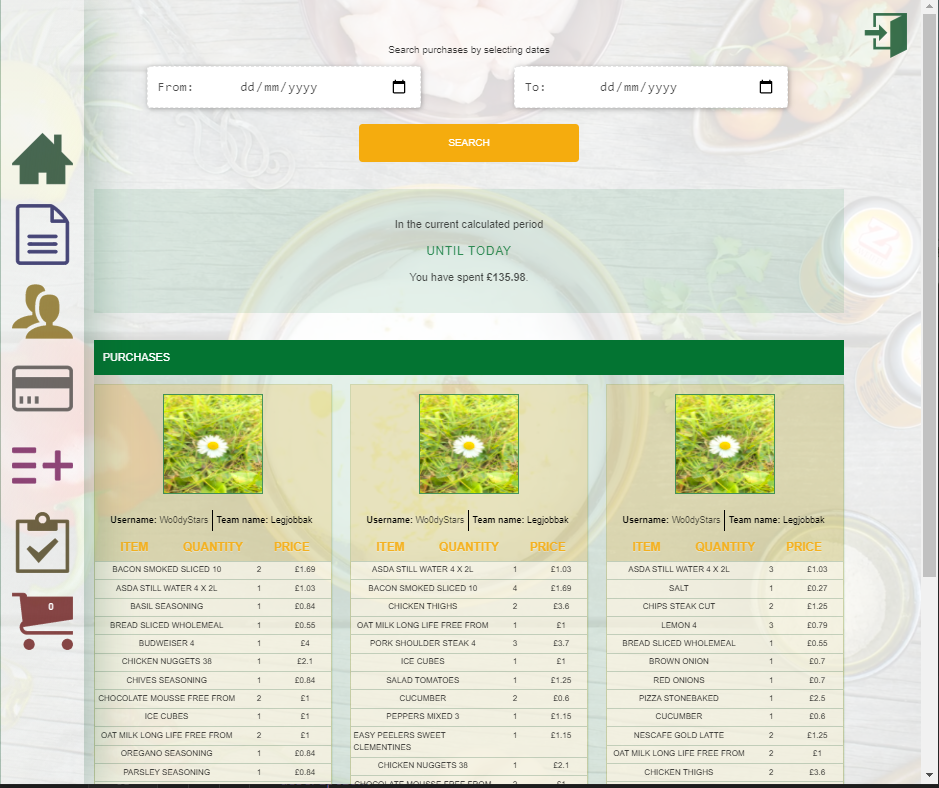 Search purchases by selecting dates
From: dd/mm/yyyy To: dd/mm/yyyy
SEARCH
In the current calculated period
UNTIL TODAY
You have spent £135.98.
PURCHASES
Username: Wo0dyStars Team name: Legjobbak
ITEM QUANTITY PRICE
BACON SMOKED SLICED 10 2 £1.69
ASDA STILL WATER 4 X 2L 1 £1.03
BASIL SEASONING 1 £0.84
BREAD SLICED WHOLEMEAL 1 £0.55
BUDWEISER 4 1 £4
CHICKEN NUGGETS 38 1 £2.1
CHIVES SEASONING 1 £0.84
CHOCOLATE MOUSSE FREE FROM 2 £1
ICE CUBES 1 £1
OAT MILK LONG LIFE FREE FROM 2 £1
OREGANO SEASONING 1 £0.84
PARSLEY SEASONING 1 £0.84
Username: Wo0dyStars Team name: Legjobbak
ITEM QUANTITY PRICE
ASDA STILL WATER 4 X 2L 1 £1.03
BACON SMOKED SLICED 10 4 £1.69
CHICKEN THIGHS 2 £3.6
OAT MILK LONG LIFE FREE FROM 1 £1
PORK SHOULDER STEAK 4 3 £3.7
ICE CUBES 1 £1
SALAD TOMATOES 1 £1.25
CUCUMBER 2 £0.6
PEPPERS MIXED 3 1 £1.15
EASY PEELERS SWEET 1 £1.15
CLEMENTINES
CHICKEN NUGGETS 38 1 £2.1
CHOCOLATE MOUSSE FREE FROM 2 £1
Username: Wo0dyStars Team name: Legjobbak
ITEM QUANTITY PRICE
ASDA STILL WATER 4 X 2L 3 £1.03
SALT 1 £0.27
CHIPS STEAK CUT 2 £1.25
LEMON 4 3 £0.79
BREAD SLICED WHOLEMEAL 1 £0.55
BROWN ONION 1 £0.7
RED ONIONS 1 £0.7
PIZZA STONEBAKED 1 £2.5
CUCUMBER 1 £0.6
NESCAFE GOLD LATTE 2 £1.25
OAT MILK LONG LIFE FREE FROM 2 £1
CHICKEN THIGHS 2 £3.6
0